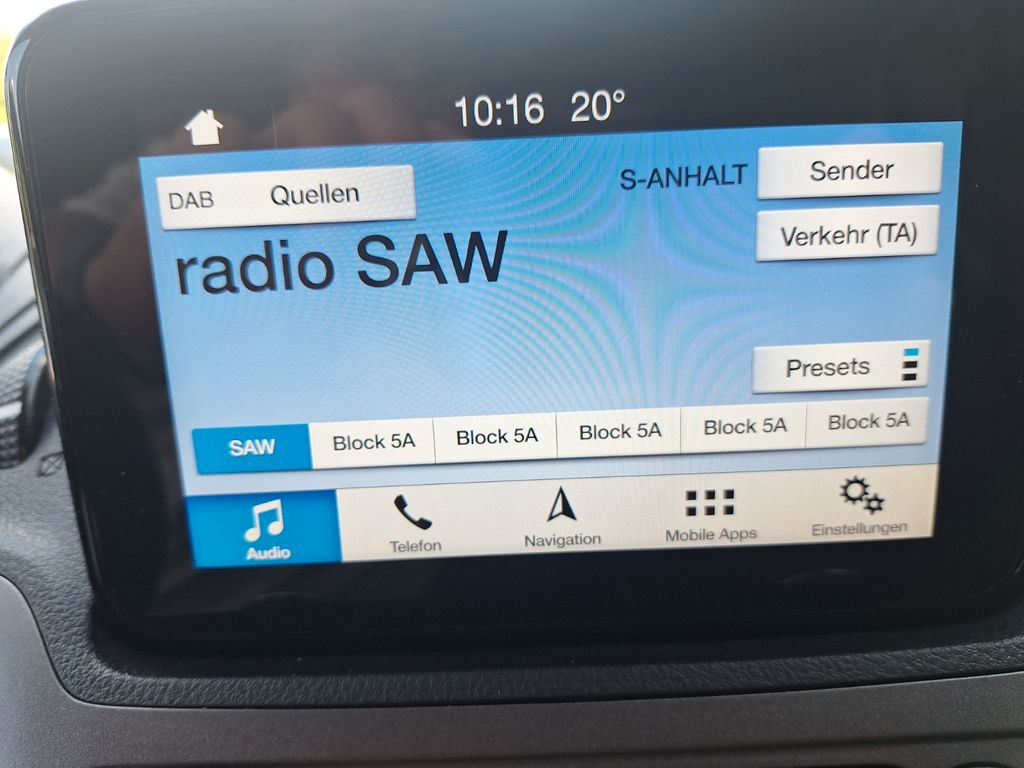 10:16 20°
DAB Quellen
S-ANHALT
Sender
Verkehr (TA)
radio SAW
Presets
SAW
Block 5A
Block 5A
Block 5A
Block 5A
Block 5A
Audio
Telefon
Navigation
Mobile Apps
Einstellungen